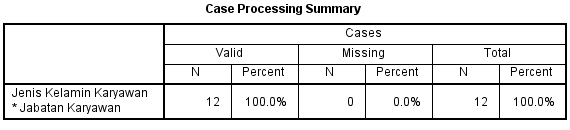 Case Processing Summary
Cases
Valid Missing Total
N Percent N Percent N Percent
Jenis Kelamin Karyawan
* Jabatan Karyawan 12 100.0% 0 0.0% 12 100.0%